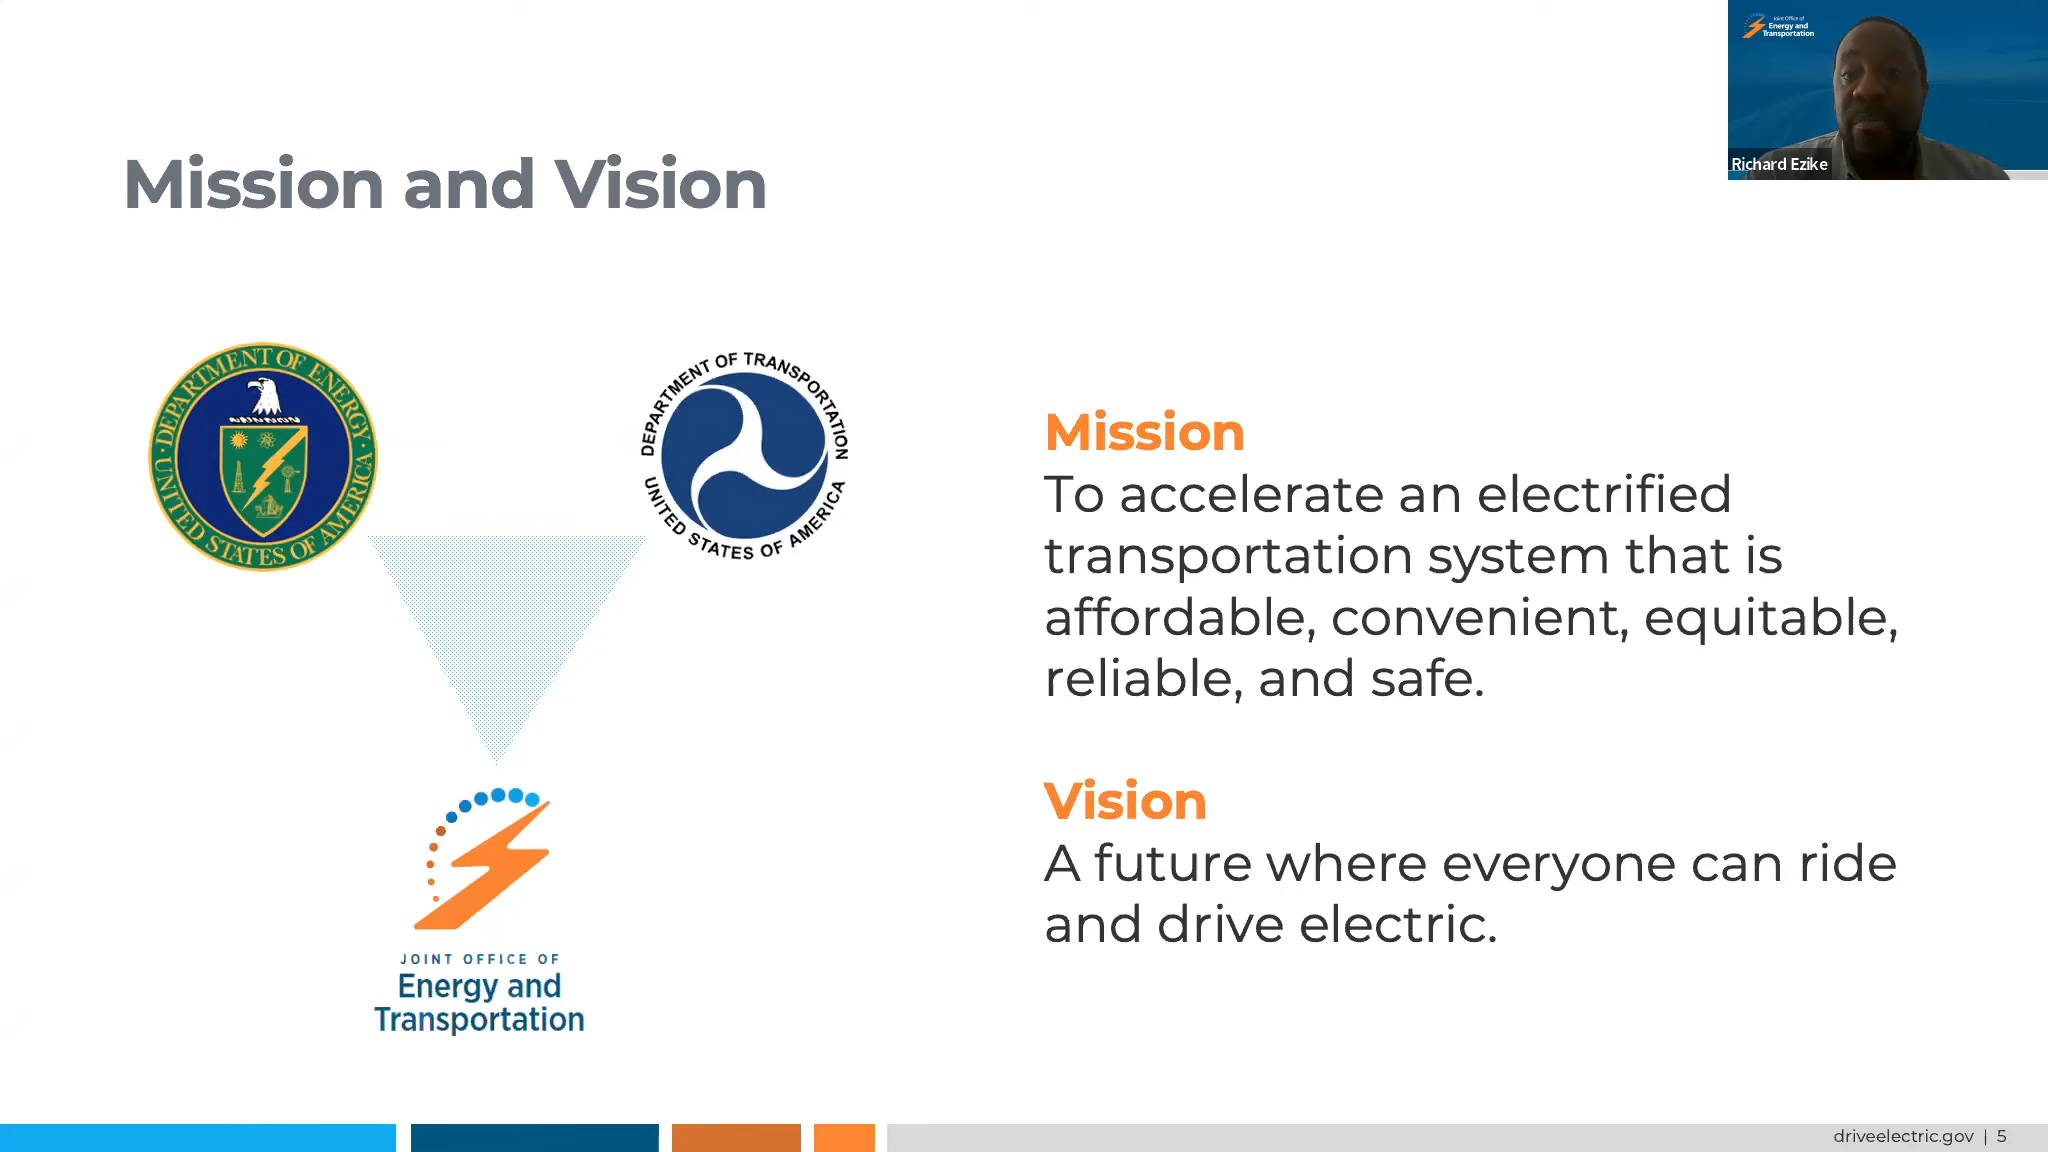 Joint Office of
Energy and
Transportation
Richard Ezike
Mission and Vision
DEPARTMENT OF ENERGY
UNITED STATES OF AMERICA
DEPARTMENT OF TRANSPORTATION
UNITED STATES OF AMERICA
JOINT OFFICE OF
Energy and
Transportation
Mission
To accelerate an electrified
transportation system that is
affordable, convenient, equitable,
reliable, and safe.
Vision
A future where everyone can ride
and drive electric.
driveelectric.gov | 5